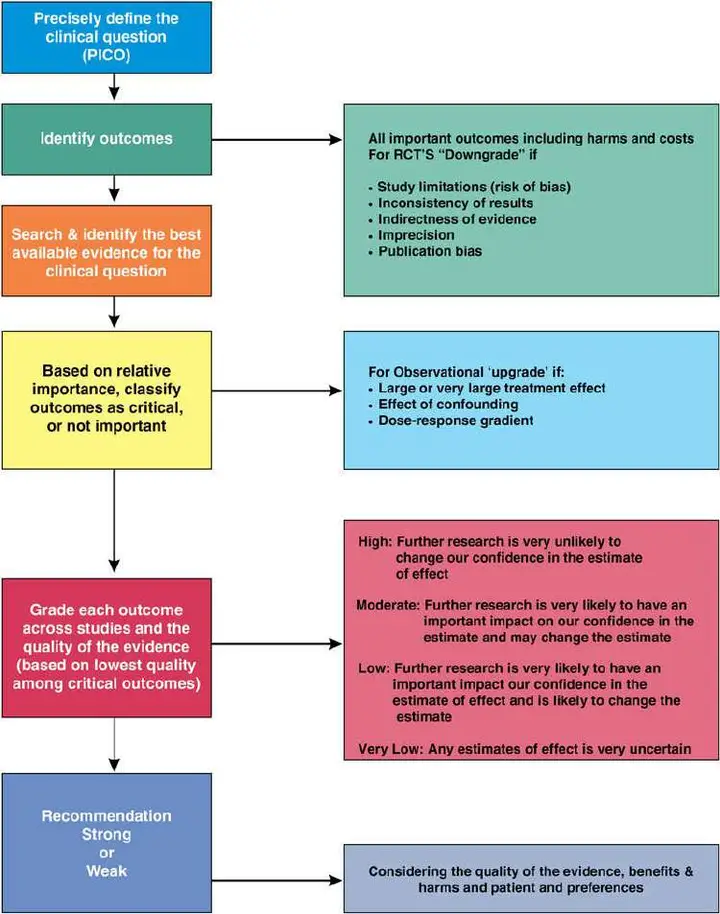 Precisely define the
clinical question
(PICO)
Identify outcomes
All important outcomes including harms and costs
For RCT'S “Downgrade” if
• Study limitations (risk of bias)
• Inconsistency of results
• Indirectness of evidence
• Imprecision
• Publication bias
Search & identify the best
available evidence for the
clinical question
Based on relative
importance, classify
outcomes as critical,
or not important
For Observational ‘upgrade’ if:
• Large or very large treatment effect
• Effect of confounding
• Dose-response gradient
Grade each outcome
across studies and the
quality of the evidence
(based on lowest quality
among critical outcomes)
High: Further research is very unlikely to
change our confidence in the estimate
of effect
Moderate: Further research is very likely to have an
important impact on our confidence in the
estimate and may change the estimate
Low: Further research is very likely to have an
important impact our confidence in the
estimate of effect and is likely to change the
estimate
Very Low: Any estimates of effect is very uncertain
Recommendation
Strong
or
Weak
Considering the quality of the evidence, benefits &
harms and patient and preferences